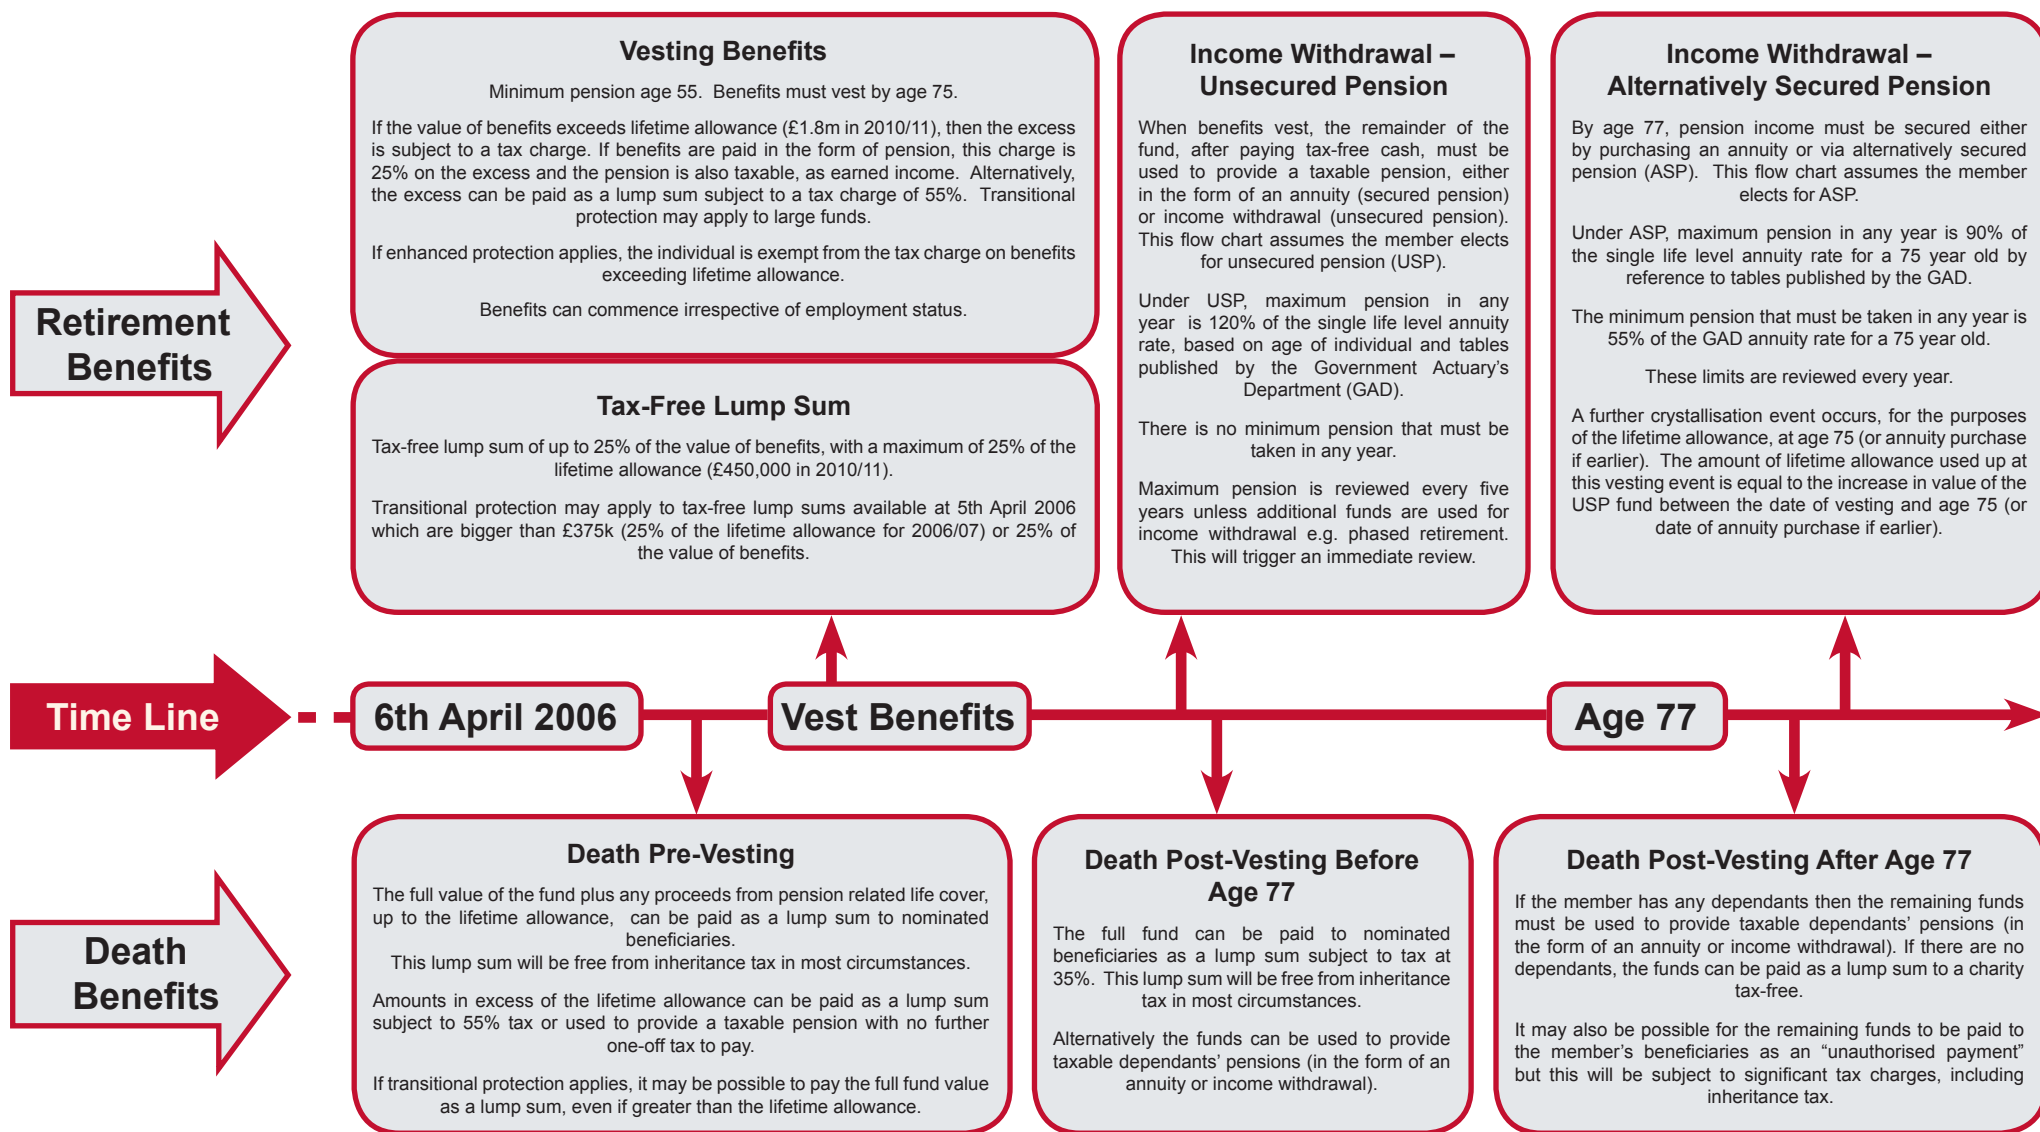 Retirement
Benefits
Vesting Benefits
Minimum pension age 55. Benefits must vest by age 75.
If the value of benefits exceeds lifetime allowance (£1.8m in 2010/11), then the excess
is subject to a tax charge. If benefits are paid in the form of pension, this charge is
25% on the excess and the pension is also taxable, as earned income. Alternatively,
the excess can be paid as a lump sum subject to a tax charge of 55%. Transitional
protection may apply to large funds.
If enhanced protection applies, the individual is exempt from the tax charge on benefits
exceeding lifetime allowance.
Benefits can commence irrespective of employment status.
Tax-Free Lump Sum
Tax-free lump sum of up to 25% of the value of benefits, with a maximum of 25% of the
lifetime allowance (£450,000 in 2010/11).
Transitional protection may apply to tax-free lump sums available at 5th April 2006
which are bigger than £375k (25% of the lifetime allowance for 2006/07) or 25% of
the value of benefits.
Income Withdrawal –
Unsecured Pension
When benefits vest, the remainder of the
fund, after paying tax-free cash, must be
used to provide a taxable pension, either
in the form of an annuity (secured pension)
or income withdrawal (unsecured pension).
This flow chart assumes the member elects
for unsecured pension (USP).
Under USP, maximum pension in any
year is 120% of the single life level annuity
rate, based on age of individual and tables
published by the Government Actuary's
Department (GAD).
There is no minimum pension that must be
taken in any year.
Maximum pension is reviewed every five
years unless additional funds are used for
income withdrawal e.g. phased retirement.
This will trigger an immediate review.
Income Withdrawal –
Alternatively Secured Pension
By age 77, pension income must be secured either
by purchasing an annuity or via alternatively secured
pension (ASP). This flow chart assumes the member
elects for ASP.
Under ASP, maximum pension in any year is 90% of
the single life level annuity rate for a 75 year old by
reference to tables published by the GAD.
The minimum pension that must be taken in any year is
55% of the GAD annuity rate for a 75 year old.
These limits are reviewed every year.
A further crystallisation event occurs, for the purposes
of the lifetime allowance, at age 75 (or annuity purchase
if earlier). The amount of lifetime allowance used up at
this vesting event is equal to the increase in value of the
USP fund between the date of vesting and age 75 (or
date of annuity purchase if earlier).
Time Line
6th April 2006
Vest Benefits
Age 77
Death
Benefits
Death Pre-Vesting
The full value of the fund plus any proceeds from pension related life cover,
up to the lifetime allowance, can be paid as a lump sum to nominated
beneficiaries.
This lump sum will be free from inheritance tax in most circumstances.
Amounts in excess of the lifetime allowance can be paid as a lump sum
subject to 55% tax or used to provide a taxable pension with no further
one-off tax to pay.
If transitional protection applies, it may be possible to pay the full fund value
as a lump sum, even if greater than the lifetime allowance.
Death Post-Vesting Before
Age 77
The full fund can be paid to nominated
beneficiaries as a lump sum subject to tax at
35%. This lump sum will be free from inheritance
tax in most circumstances.
Alternatively the funds can be used to provide
taxable dependants' pensions (in the form of an
annuity or income withdrawal).
Death Post-Vesting After Age 77
If the member has any dependants then the remaining funds
must be used to provide taxable dependants' pensions (in
the form of an annuity or income withdrawal). If there are no
dependants, the funds can be paid as a lump sum to a charity
tax-free.
It may also be possible for the remaining funds to be paid to
the member's beneficiaries as an “unauthorised payment”
but this will be subject to significant tax charges, including
inheritance tax.